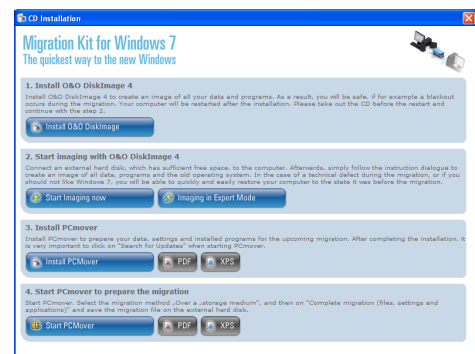 CD Installation
Migration Kit for Windows 7
The quickest way to the new Windows
1. Install O&O DiskImage 4
Install O&O DiskImage 4 to create an image of all your data and programs. As a result, you will be safe, if for example a blackout
occurs during the migration. Your computer will be restarted after the installation. Please take out the CD before the restart and
continue with the step 2.
Install O&O DiskImage
2. Start imaging with O&O DiskImage 4
Connect an external hard disk, which has sufficient free space, to the computer. Afterwards, simply follow the instruction dialogue to
create an image of all data, programs and the old operating system. In the case of a technical defect during the migration, or if you
should not like Windows 7, you will be able to quickly and easily restore your computer to the state it was before the migration.
Start Imaging now
Imaging in Expert Mode
3. Install PCmover
Install PCmover to prepare your data, settings and installed programs for the upcoming migration. After completing the installation, it
is very important to click on "Search for Updates" when starting PCmover.
Install PCMover
PDF
XPS
4. Start PCmover to prepare the migration
Start PCmover. Select the migration method „Over a „storage medium", and then on "Complete migration (files, settings and
applications)" and save the migration file on the external hard disk.
Start PCMover
PDF
XPS